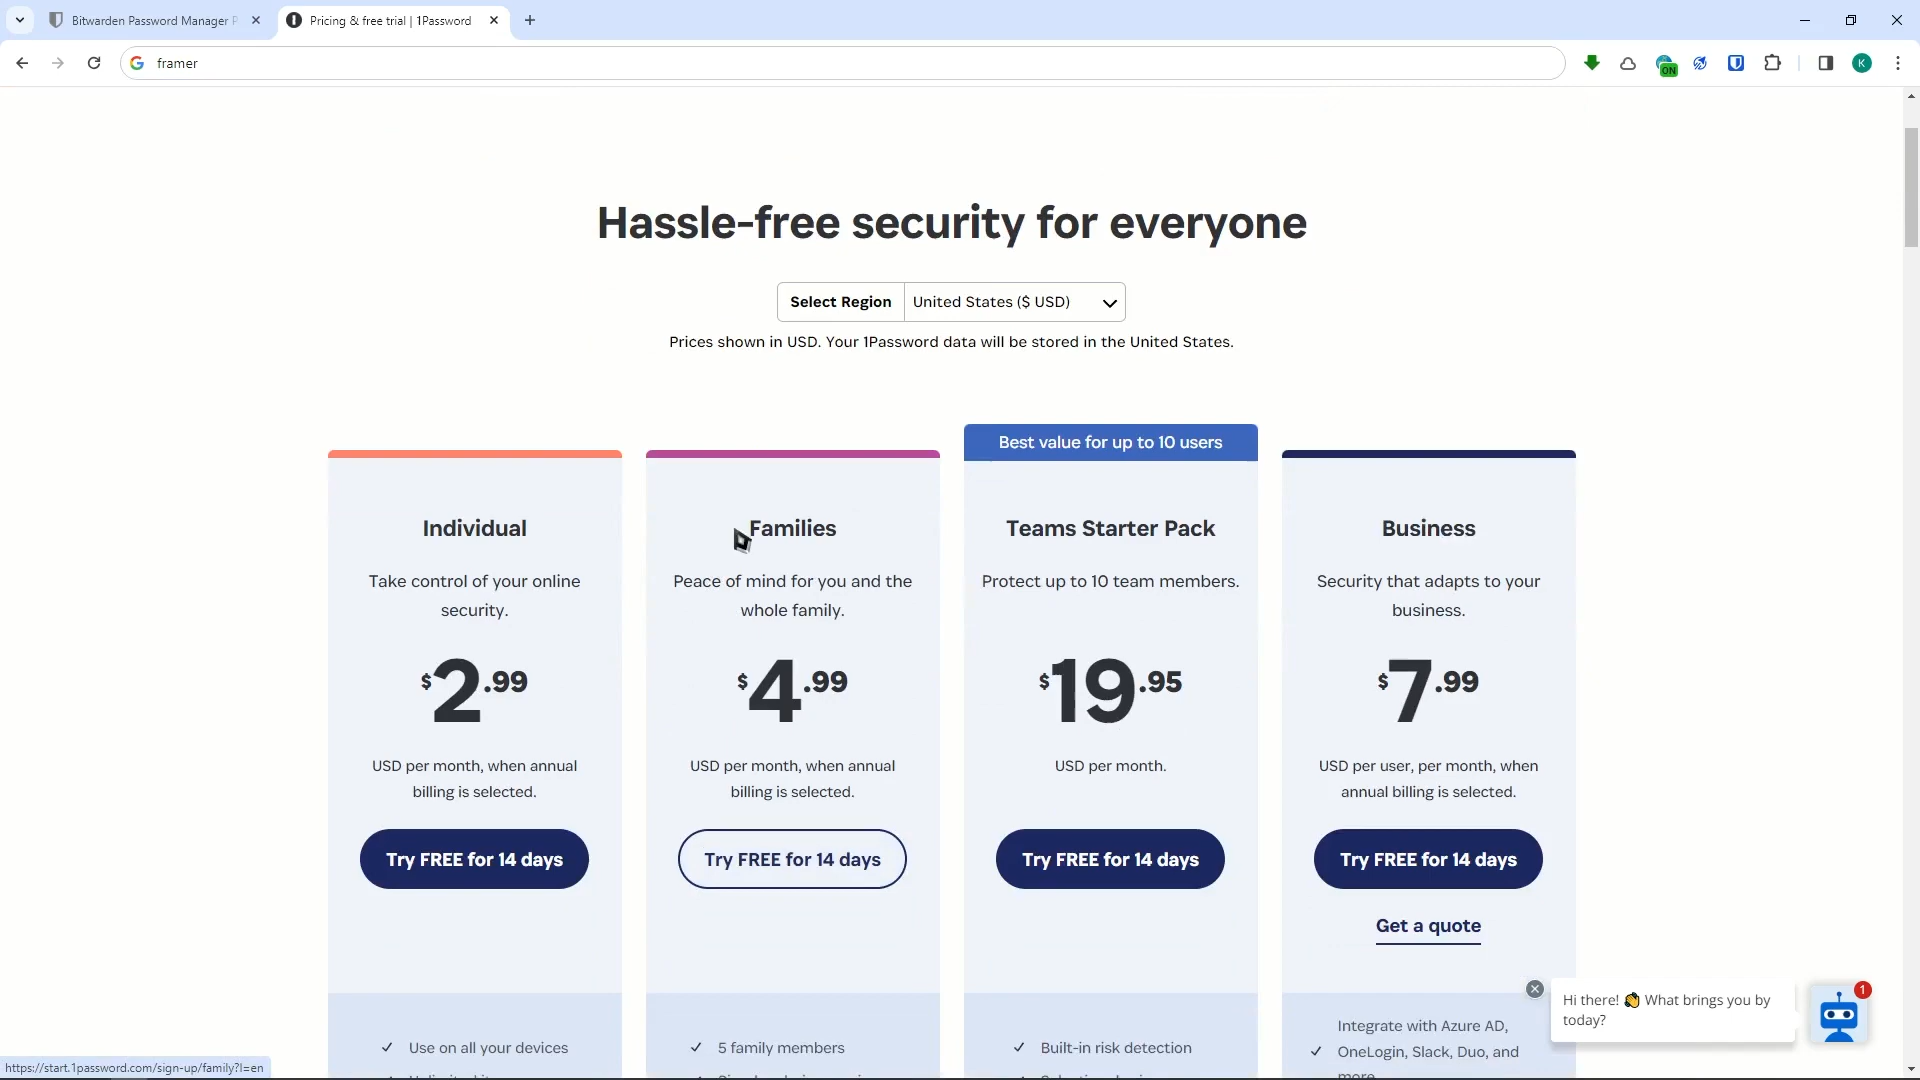 Bitwarden Password Manager P
Pricing & free trial | 1Password
framer
ON
K
Hassle-free security for everyone
Select Region
United States ($ USD)
Prices shown in USD. Your 1Password data will be stored in the United States.
Best value for up to 10 users
Individual
Take control of your online
security.
$2.99
USD per month, when annual
billing is selected.
Try FREE for 14 days
Use on all your devices
Families
Peace of mind for you and the
whole family.
$4.99
USD per month, when annual
billing is selected.
Try FREE for 14 days
5 family members
Teams Starter Pack
Protect up to 10 team members.
$19.95
USD per month.
Try FREE for 14 days
Built-in risk detection
Business
Security that adapts to your
business.
$7.99
USD per user, per month, when
annual billing is selected.
Try FREE for 14 days
Get a quote
Integrate with Azure AD,
OneLogin, Slack, Duo, and
more
Hi there! 👋 What brings you by
today?
1
https://start.1password.com/sign-up/family?l=en